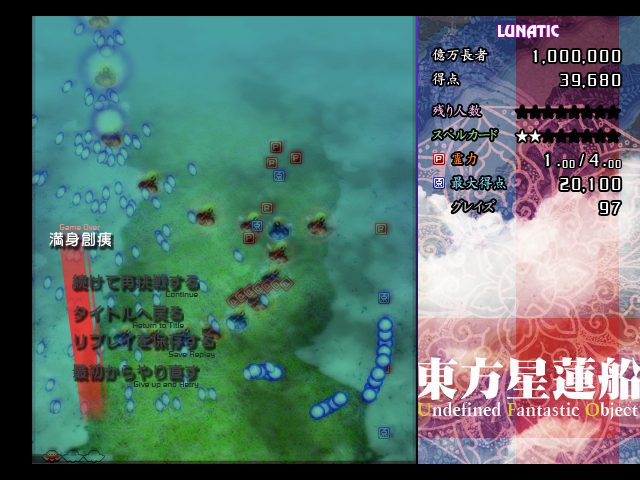 LUNATIC
億万長者 1,000,000
得点 39,680
残り人数
スペルカード
P 霊力 1.00/4.00
最大得点 20,100
グレイズ 97
Game Over
満身創痍
続けて再挑戦する
Continue
タイトルへ戻る
Return to Title
リプレイを保存する
Save Replay
最初からやり直す
Give up and Retry
東方星蓮船
Undefined Fantastic Object